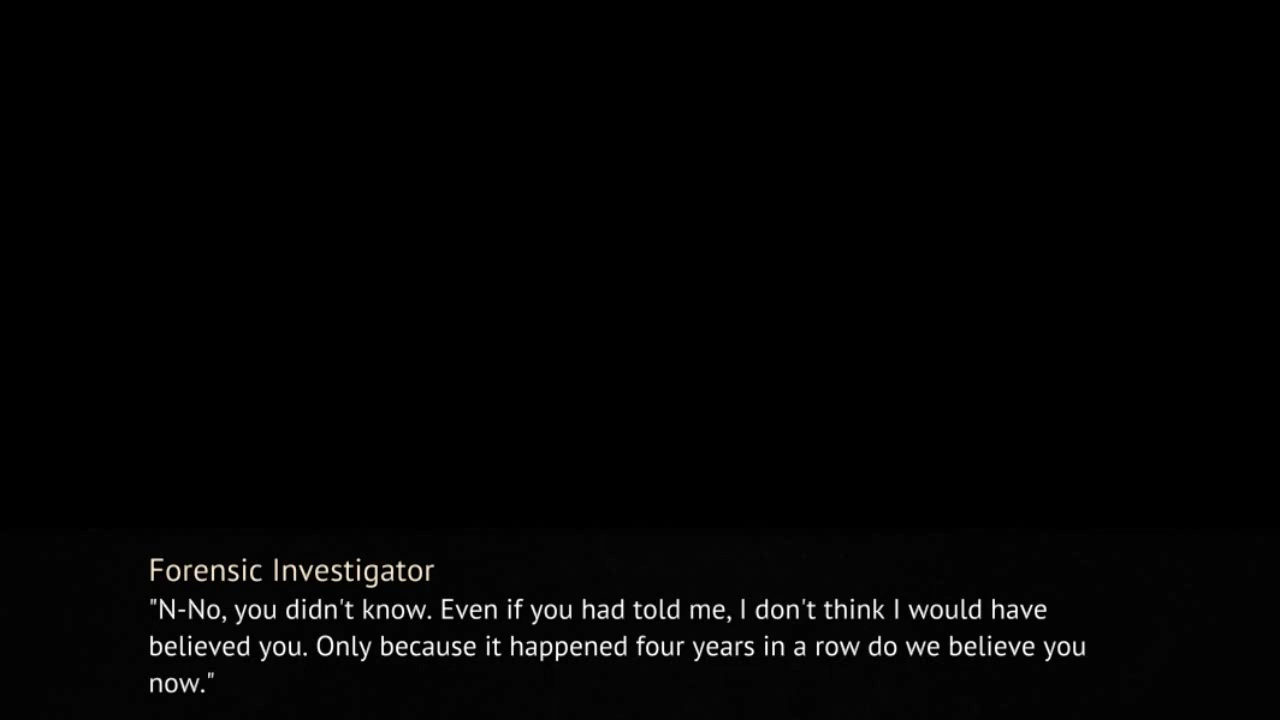 Forensic Investigator
"N-No, you didn't know. Even if you had told me, I don't think I would have
believed you. Only because it happened four years in a row do we believe you
now."